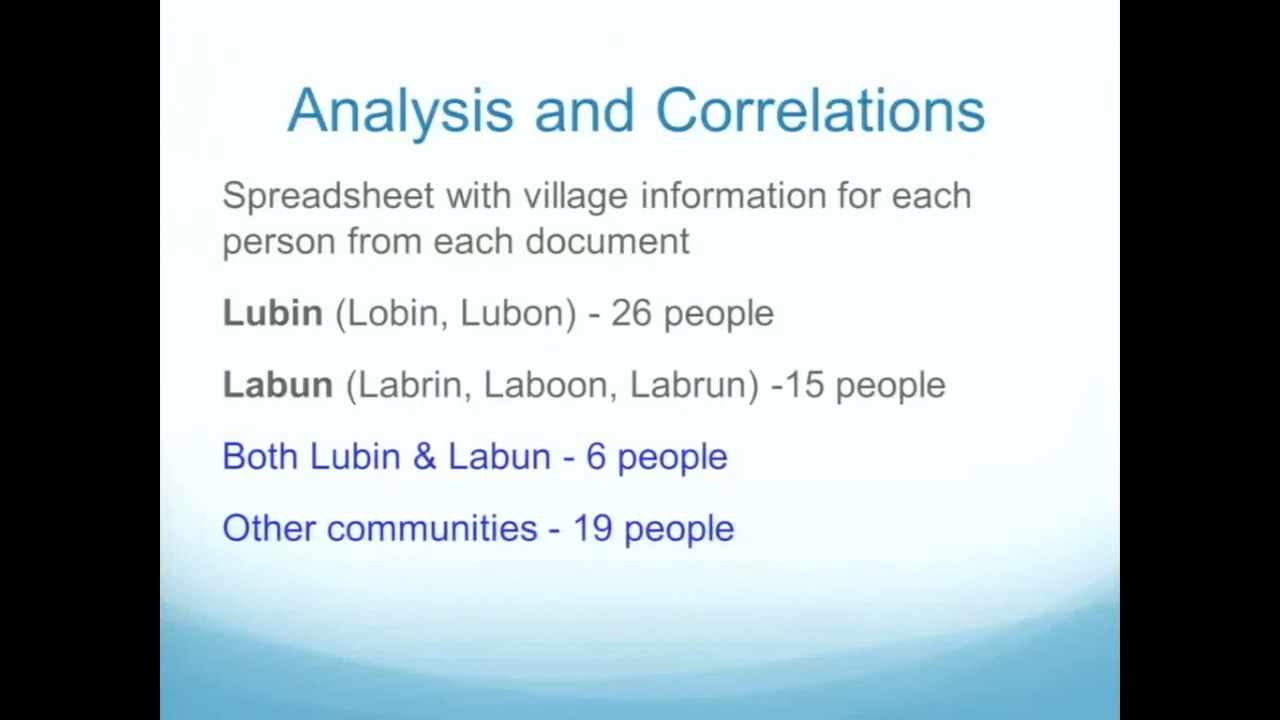 Analysis and Correlations
Spreadsheet with village information for each
person from each document
Lubin (Lobin, Lubon) - 26 people
Labun (Labrin, Laboon, Labrun) -15 people
Both Lubin & Labun - 6 people
Other communities - 19 people